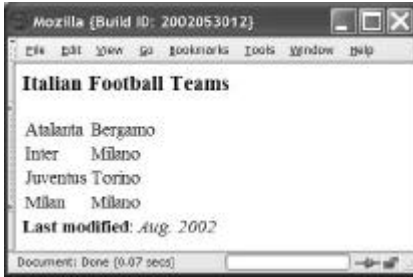 Mozilla {Build ID: 2002053012}
File Edit View Go Bookmarks Tools Window Help
Italian Football Teams
Atalanta Bergamo
Inter Milano
Juventus Torino
Milan Milano
Last modified: Aug. 2002
Document: Done (0.07 secs)